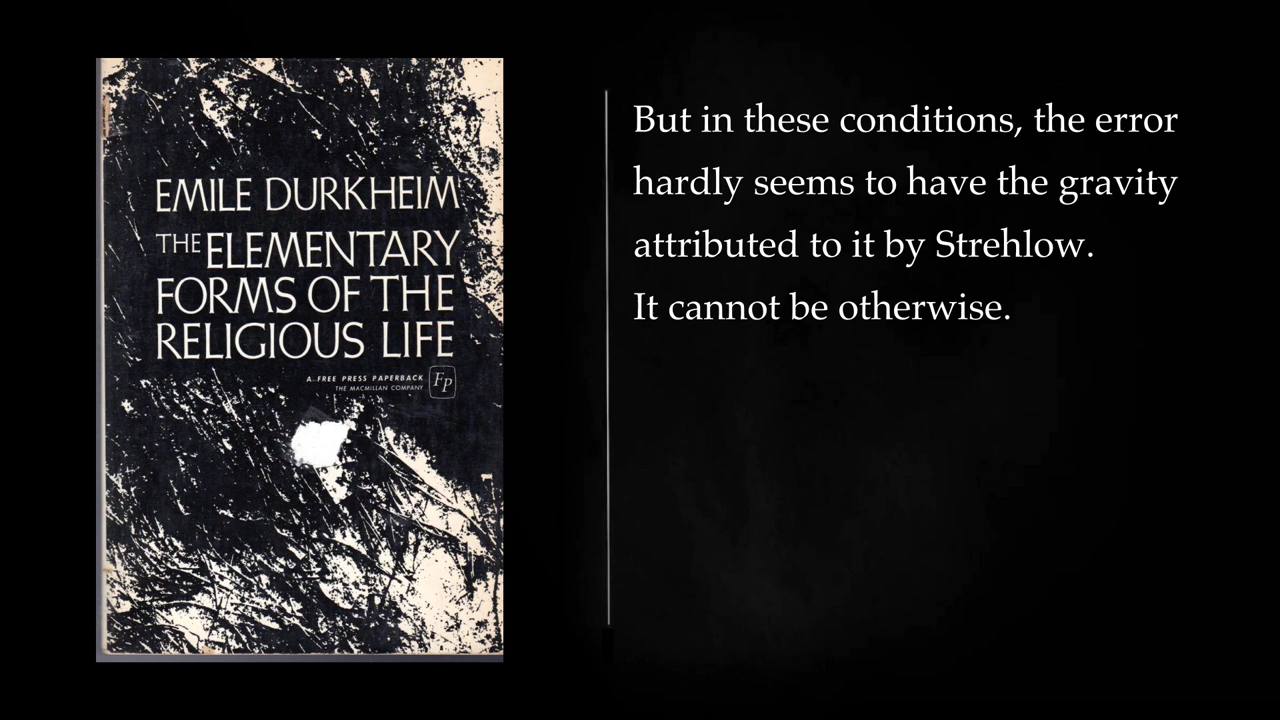 EMILE DURKHEIM
THE ELEMENTARY
FORMS OF THE
RELIGIOUS LIFE
A FREE PRESS PAPERBACK
THE MACMILLAN COMPANY
FP
But in these conditions, the error
hardly seems to have the gravity
attributed to it by Strehlow.
It cannot be otherwise.